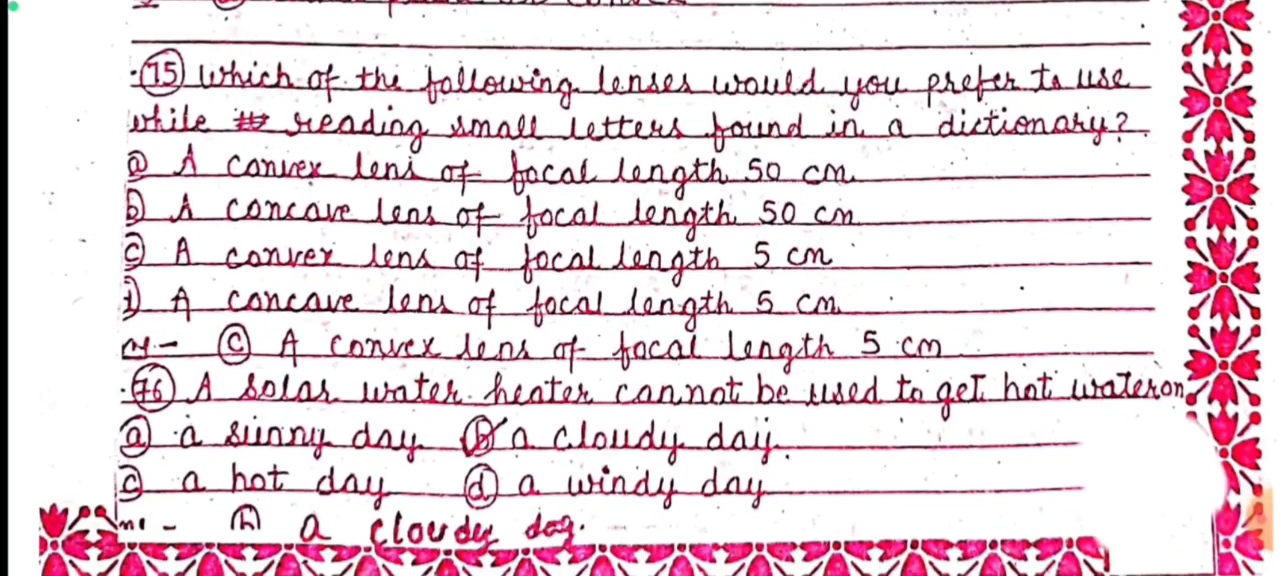 75 Which of the following lenses would you prefer to use
while reading small letters found in a dictionary?
a A convex lens of focal length 50 cm
b) A concave lens of focal length 50 cm
c A convex lens of focal length 5 cm
d) A concave lens of focal length 5 cm
c A convex lens of focal length 5 cm
76 A solar water heater cannot be used to get hot water on
a a sunny day b a cloudy day.
c a hot day d a windy day
b a cloudy day.